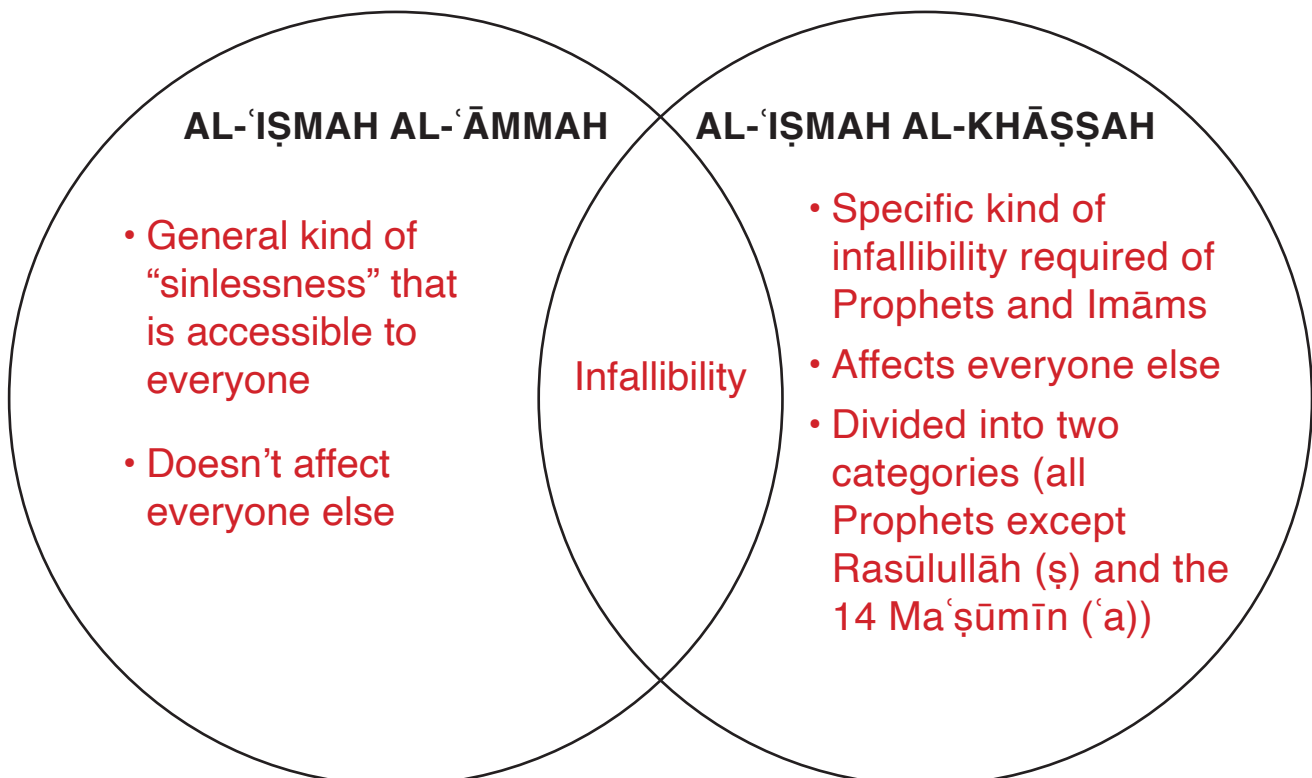 AL-ʿIṢMAH AL-ʿĀMMAH
• General kind of
“sinlessness” that
is accessible to
everyone
• Doesn’t affect
everyone else
Infallibility
AL-ʿIṢMAH AL-KHĀṢṢAH
• Specific kind of
infallibility required of
Prophets and Imāms
• Affects everyone else
• Divided into two
categories (all
Prophets except
Rasūlullāh (ṣ) and the
14 Maʿṣūmīn (ʿa))